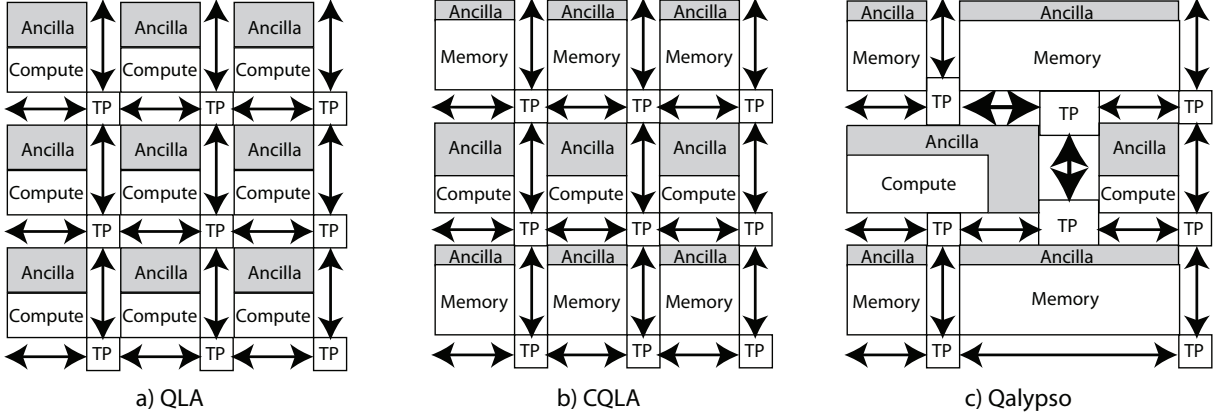 Ancilla Ancilla Ancilla
Compute Compute Compute
TP TP TP
Ancilla Ancilla Ancilla
Compute Compute Compute
TP TP TP
Ancilla Ancilla Ancilla
Compute Compute Compute
TP TP TP
a) QLA
Ancilla Ancilla Ancilla
Memory Memory Memory
TP TP TP
Ancilla Ancilla Ancilla
Compute Compute Compute
TP TP TP
Ancilla Ancilla Ancilla
Memory Memory Memory
TP TP TP
b) CQLA
Ancilla Ancilla
Memory Memory
TP TP TP
Ancilla Ancilla
Compute Compute
TP TP TP
Ancilla Ancilla
Memory Memory
TP TP
c) Qalypso